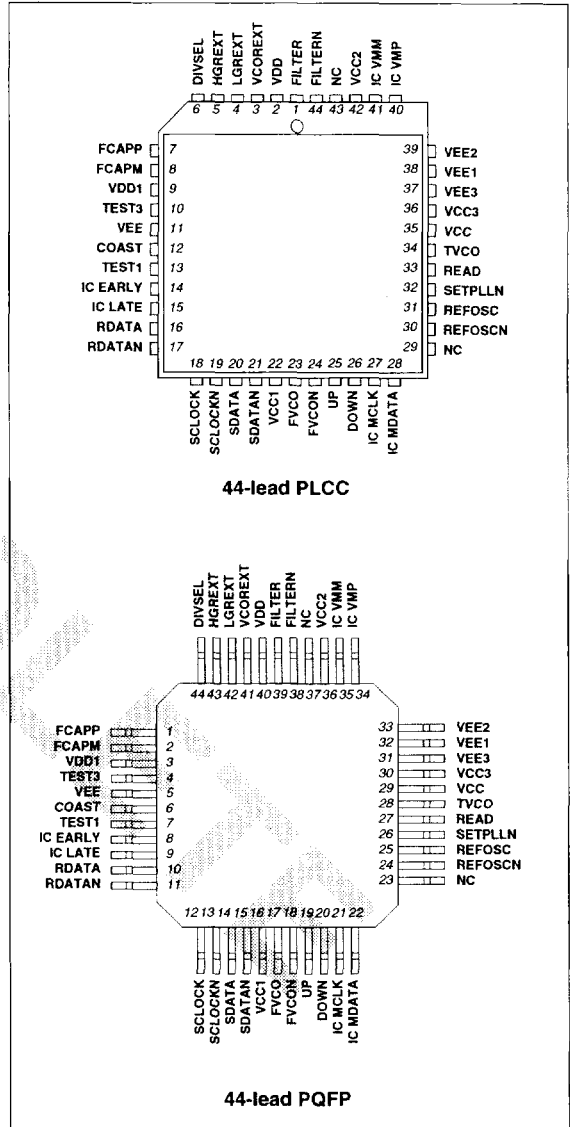 DIVSEL HGREXT LGREXT VCOREXT VDD FILTER FILTERN NC VCC2 IC VMM IC VMP
6 5 4 3 2 1 44 43 42 41 40
FCAPP 7 39 VEE2
FCAPM 8 38 VEE1
VDD1 9 37 VEE3
TEST3 10 36 VCC3
VEE 11 35 VCC
COAST 12 34 TVCO
TEST1 13 33 READ
IC EARLY 14 32 SETPLLN
IC LATE 15 31 REFOSC
RDATA 16 30 REFOSCN
RDATAN 17 29 NC
18 19 20 21 22 23 24 25 26 27 28
SCLOCK SCLOCKN SDATA SDATAN VCC1 FVCO FVCON UP DOWN IC MCLK IC MDATA
44-lead PLCC
DIVSEL HGREXT LGREXT VCOREXT VDD FILTER FILTERN NC VCC2 IC VMM IC VMP
44 43 42 41 40 39 38 37 36 35 34
FCAPP 1 33 VEE2
FCAPM 2 32 VEE1
VDD1 3 31 VEE3
TEST3 4 30 VCC3
VEE 5 29 VCC
COAST 6 28 TVCO
TEST1 7 27 READ
IC EARLY 8 26 SETPLLN
IC LATE 9 25 REFOSC
RDATA 10 24 REFOSCN
RDATAN 11 23 NC
12 13 14 15 16 17 18 19 20 21 22
SCLOCK SCLOCKN SDATA SDATAN VCC1 FVCO FVCON UP DOWN IC MCLK IC MDATA
44-lead PQFP